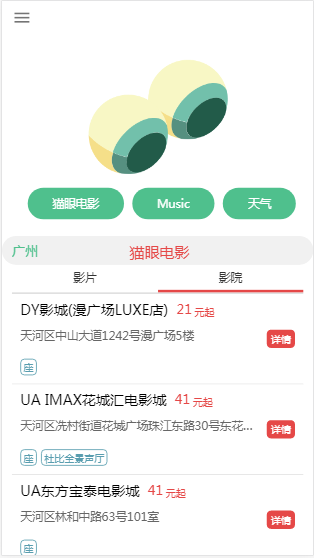 猫眼电影 Music 天气
广州 猫眼电影
影片 影院
DY影城(漫广场LUXE店) 21 元起
天河区中山大道1242号漫广场5楼 详情
座
UA IMAX花城汇电影城 41 元起
天河区冼村街道花城广场珠江东路30号东花... 详情
座 杜比全景声厅
UA东方宝泰电影城 41 元起
天河区林和中路63号101室 详情
座